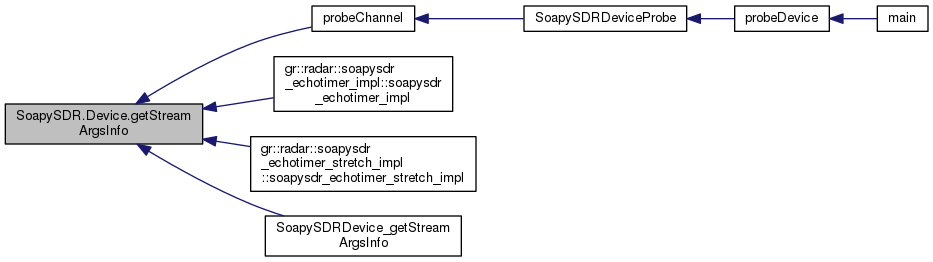 probeChannel
SoapySDRDeviceProbe
probeDevice
main
gr::radar::soapysdr
_echotimer_impl::soapysdr
_echotimer_impl
SoapySDR.Device.getStream
ArgsInfo
gr::radar::soapysdr
_echotimer_stretch_impl
::soapysdr_echotimer_stretch_impl
SoapySDRDevice_getStream
ArgsInfo